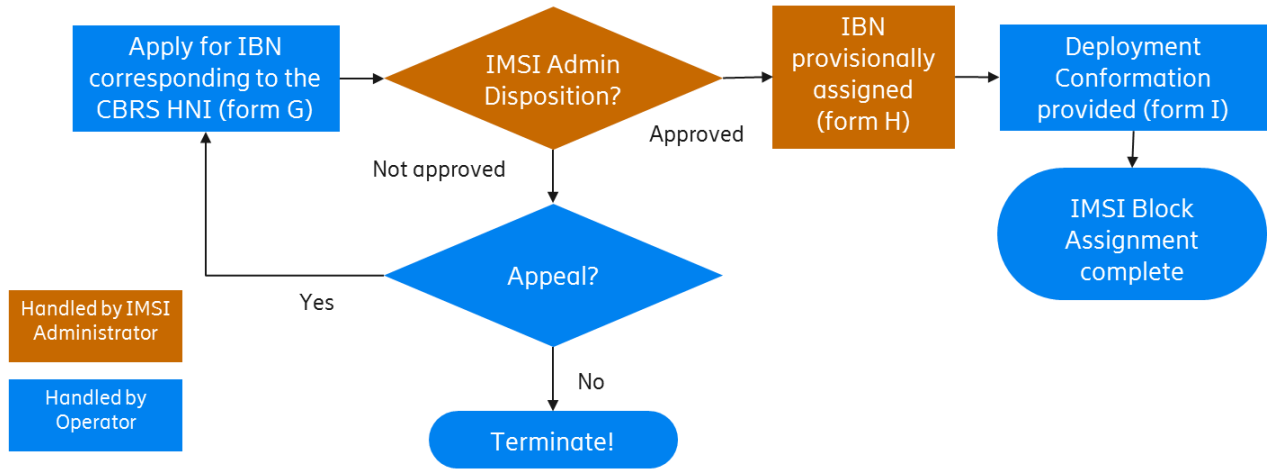 Apply for IBN
corresponding to the
CBRS HNI (form G)
IMSI Admin
Disposition?
Approved
IBN
provisionally
assigned
(form H)
Deployment
Conformation
provided (form I)
IMSI Block
Assignment
complete
Not approved
Appeal?
Yes
No
Terminate!
Handled by IMSI
Administrator
Handled by
Operator